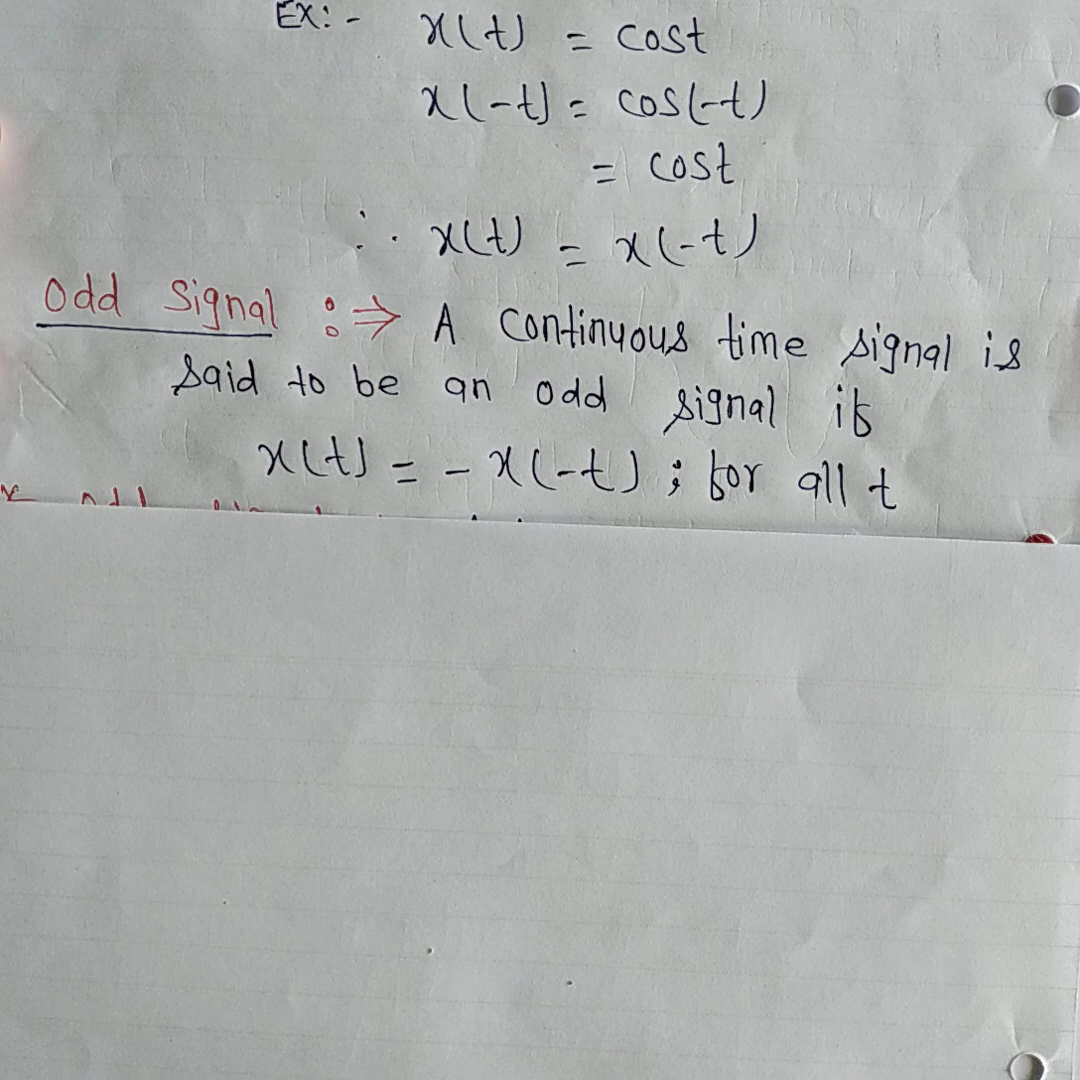 Ex:- x(t) = cost
x(-t) = cos(-t)
= cost
∴ x(t) = x(-t)
odd signal :⇒ A continuous time signal is
said to be an odd signal if
x(t) = - x(-t) ; for all t